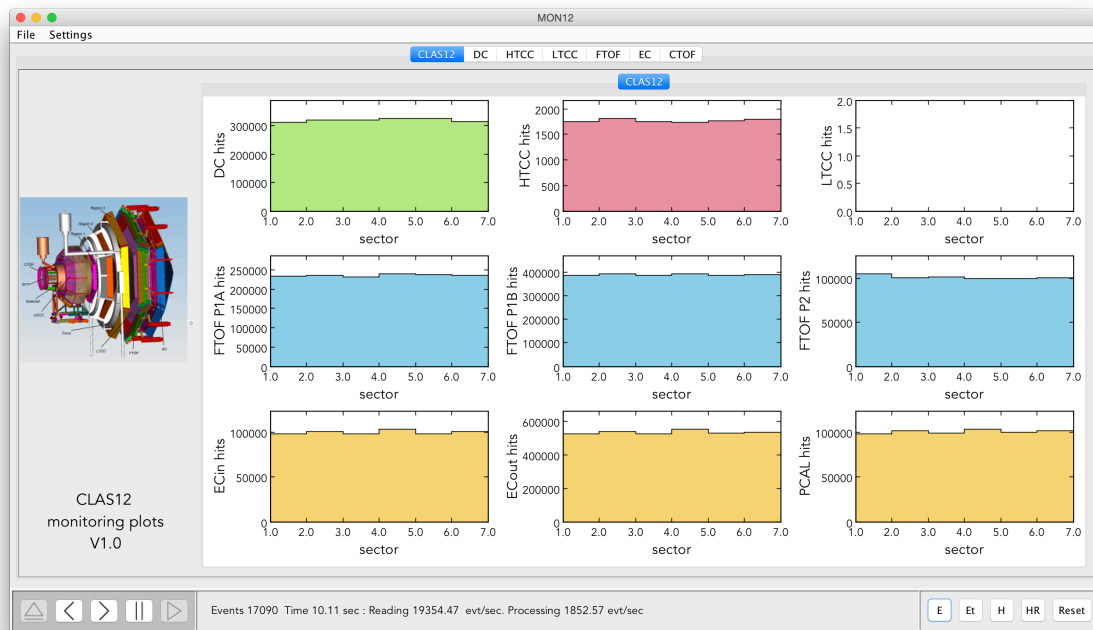 MON12
File Settings
CLAS12 DC HTCC LTCC FTOF EC CTOF
CLAS12
DC hits
300000
200000
100000
0
1.0 2.0 3.0 4.0 5.0 6.0 7.0
sector
HTCC hits
2000
1500
1000
500
0
1.0 2.0 3.0 4.0 5.0 6.0 7.0
sector
LTCC hits
2.0
1.5
1.0
0.5
0.0
1.0 2.0 3.0 4.0 5.0 6.0 7.0
sector
FTOF P1A hits
250000
200000
150000
100000
50000
0
1.0 2.0 3.0 4.0 5.0 6.0 7.0
sector
FTOF P1B hits
400000
300000
200000
100000
0
1.0 2.0 3.0 4.0 5.0 6.0 7.0
sector
FTOF P2 hits
100000
50000
0
1.0 2.0 3.0 4.0 5.0 6.0 7.0
sector
ECin hits
100000
50000
0
1.0 2.0 3.0 4.0 5.0 6.0 7.0
sector
ECout hits
600000
400000
200000
0
1.0 2.0 3.0 4.0 5.0 6.0 7.0
sector
PCAL hits
100000
50000
0
1.0 2.0 3.0 4.0 5.0 6.0 7.0
sector
Region 3
Region 2
Region 1
CTOF
Solenoid
HTCC
Torus
LTCC
FTOF
CLAS12
monitoring plots
V1.0
Events 17090 Time 10.11 sec : Reading 19354.47 evt/sec. Processing 1852.57 evt/sec
E Et H HR Reset